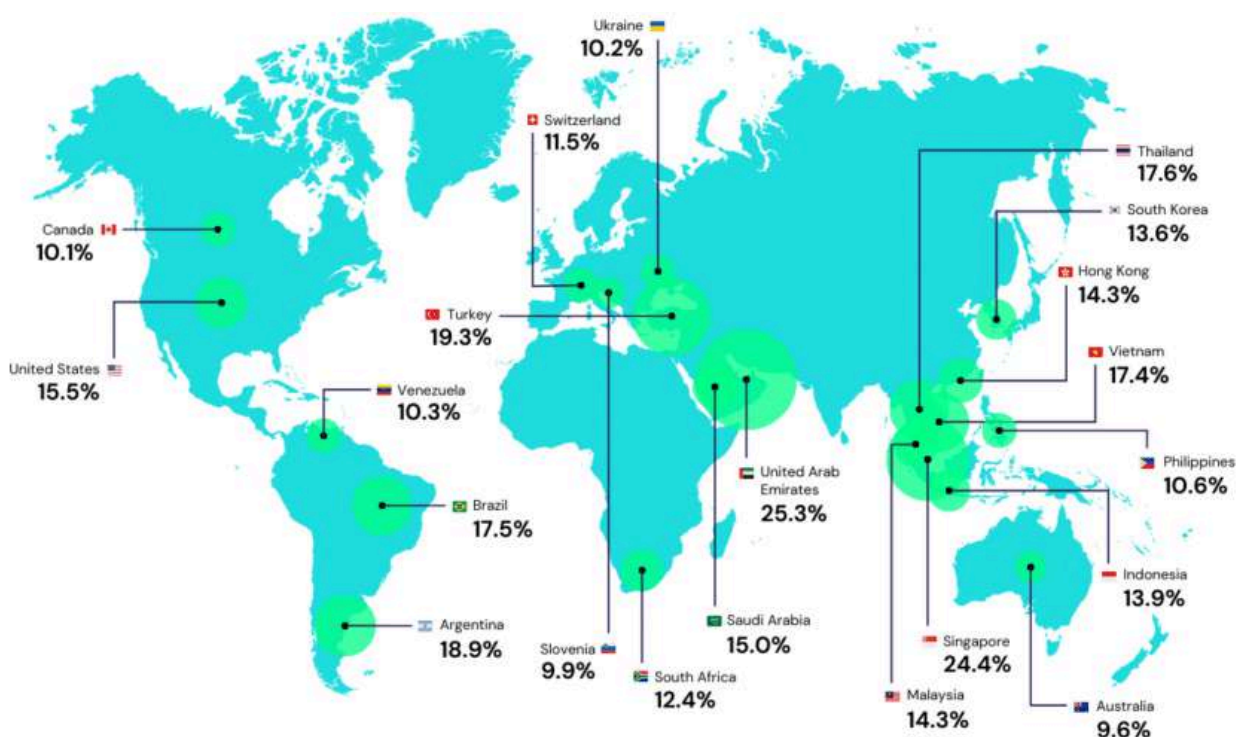 Ukraine
10.2%
Switzerland
11.5%
Thailand
17.6%
South Korea
13.6%
Canada
10.1%
Hong Kong
14.3%
Turkey
19.3%
Vietnam
17.4%
United States
15.5%
Venezuela
10.3%
Philippines
10.6%
United Arab
Emirates
25.3%
Brazil
17.5%
Indonesia
13.9%
Argentina
18.9%
Saudi Arabia
15.0%
Slovenia
9.9%
Singapore
24.4%
South Africa
12.4%
Malaysia
14.3%
Australia
9.6%